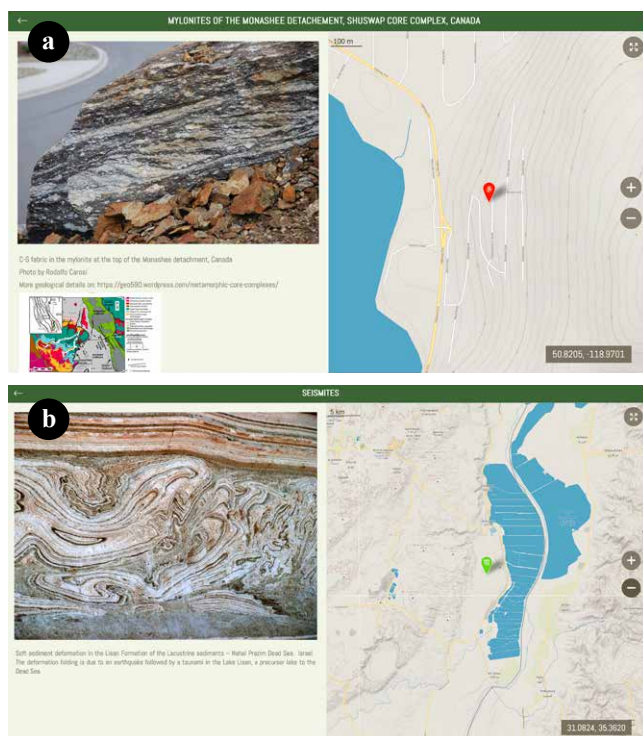 a
← MYLONITES OF THE MONASHEE DETACHEMENT, SHUSWAP CORE COMPLEX, CANADA
100 m
C-S fabric in the mylonite at the top of the Monashee detachment, Canada
Photo by Rodolfo Carosi
More geological details on: https://geo590.wordpress.com/metamorphic-core-complexes/
50.8205, -118.9701
b
← SEISMITES
5 km
Soft sediment deformation in the Lisan Formation of the Lacustrine sediments – Nahal Prazim Dead Sea. Israel
The deformation folding is due to an earthquake followed by a tsunami in the Lake Lisan, a precursor lake to the
Dead Sea.
31.0824, 35.3620